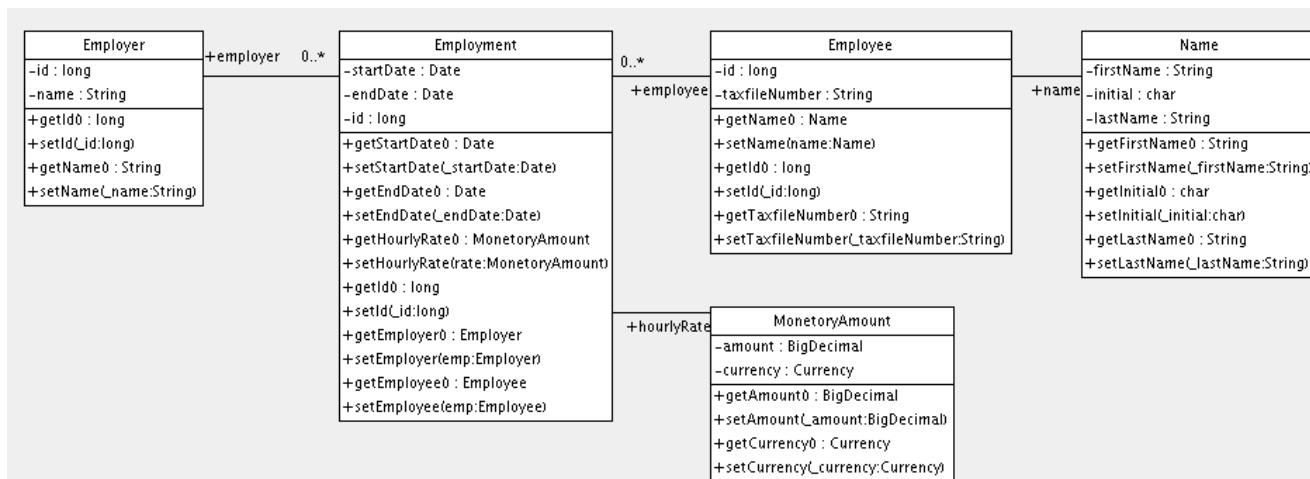 Employer
-id : long
-name : String
+getId() : long
+setId(_id:long)
+getName() : String
+setName(_name:String)
+employer
0..*
Employment
-startDate : Date
-endDate : Date
-id : long
+getStartDate() : Date
+setStartDate(_startDate:Date)
+getEndDate() : Date
+setEndDate(_endDate:Date)
+getHourlyRate() : MonetoryAmount
+setHourlyRate(rate:MonetoryAmount)
+getId() : long
+setId(_id:long)
+getEmployer() : Employer
+setEmployer(emp:Employer)
+getEmployee() : Employee
+setEmployee(emp:Employee)
0..*
+employee
Employee
-id : long
-taxfileNumber : String
+getName() : Name
+setName(name:Name)
+getId() : long
+setId(_id:long)
+getTaxfileNumber() : String
+setTaxfileNumber(_taxfileNumber:String)
+name
Name
-firstName : String
-initial : char
-lastName : String
+getFirstName() : String
+setFirstName(_firstName:String)
+getInitial() : char
+setInitial(_initial:char)
+getLastName() : String
+setLastName(_lastName:String)
+hourlyRate
MonetoryAmount
-amount : BigDecimal
-currency : Currency
+getAmount() : BigDecimal
+setAmount(_amount:BigDecimal)
+getCurrency() : Currency
+setCurrency(_currency:Currency)